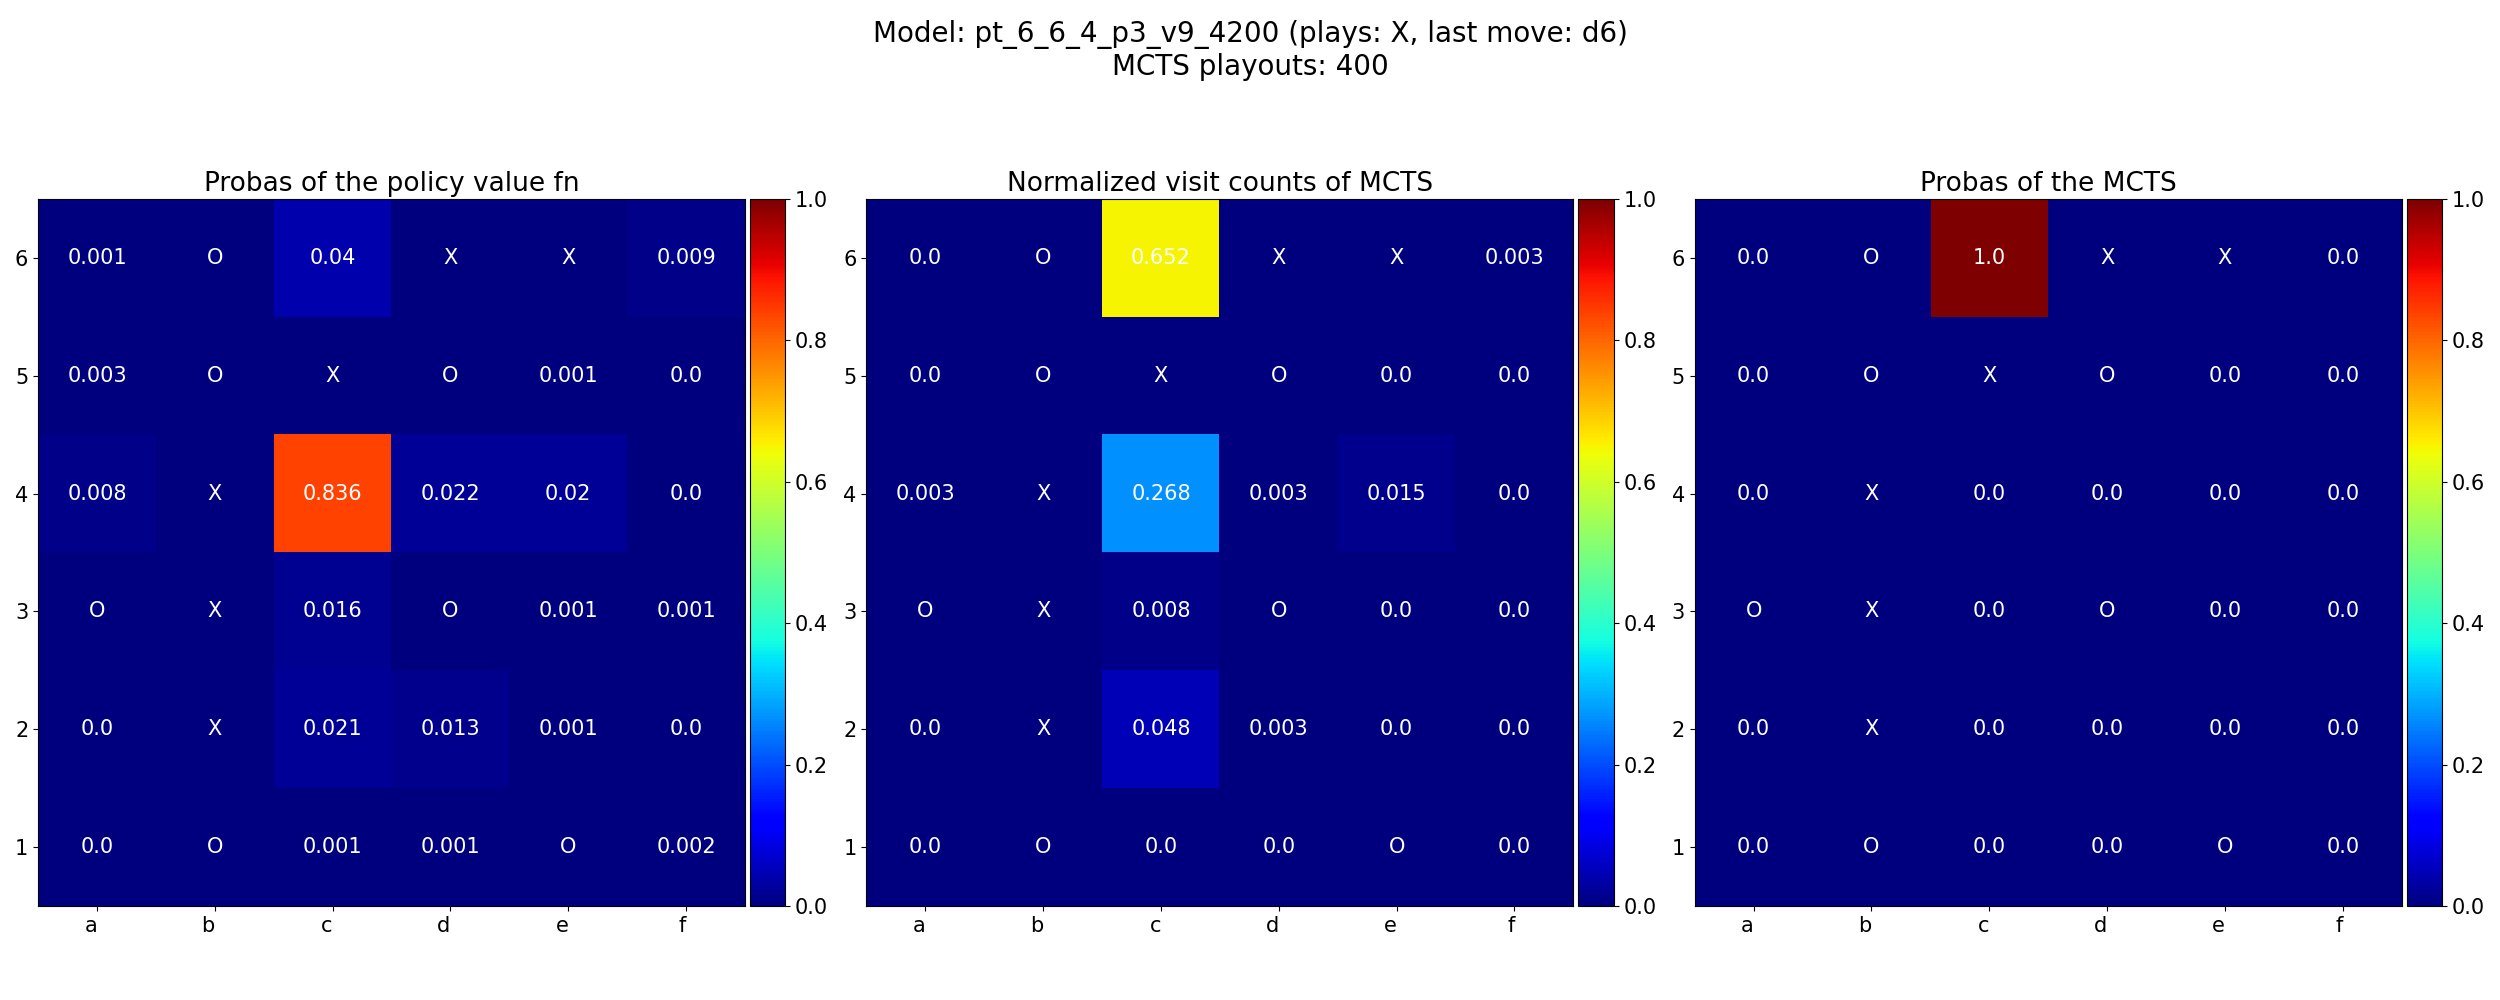 Model: pt_6_6_4_p3_v9_4200 (plays: X, last move: d6)
MCTS playouts: 400
Probas of the policy value fn
6 0.001 O 0.04 X X 0.009
5 0.003 O X O 0.001 0.0
4 0.008 X 0.836 0.022 0.02 0.0
3 O X 0.016 O 0.001 0.001
2 0.0 X 0.021 0.013 0.001 0.0
1 0.0 O 0.001 0.001 O 0.002
a b c d e f
1.0
0.8
0.6
0.4
0.2
0.0
Normalized visit counts of MCTS
6 0.0 O 0.652 X X 0.003
5 0.0 O X O 0.0 0.0
4 0.003 X 0.268 0.003 0.015 0.0
3 O X 0.008 O 0.0 0.0
2 0.0 X 0.048 0.003 0.0 0.0
1 0.0 O 0.0 0.0 O 0.0
a b c d e f
1.0
0.8
0.6
0.4
0.2
0.0
Probas of the MCTS
6 0.0 O 1.0 X X 0.0
5 0.0 O X O 0.0 0.0
4 0.0 X 0.0 0.0 0.0 0.0
3 O X 0.0 O 0.0 0.0
2 0.0 X 0.0 0.0 0.0 0.0
1 0.0 O 0.0 0.0 O 0.0
a b c d e f
1.0
0.8
0.6
0.4
0.2
0.0